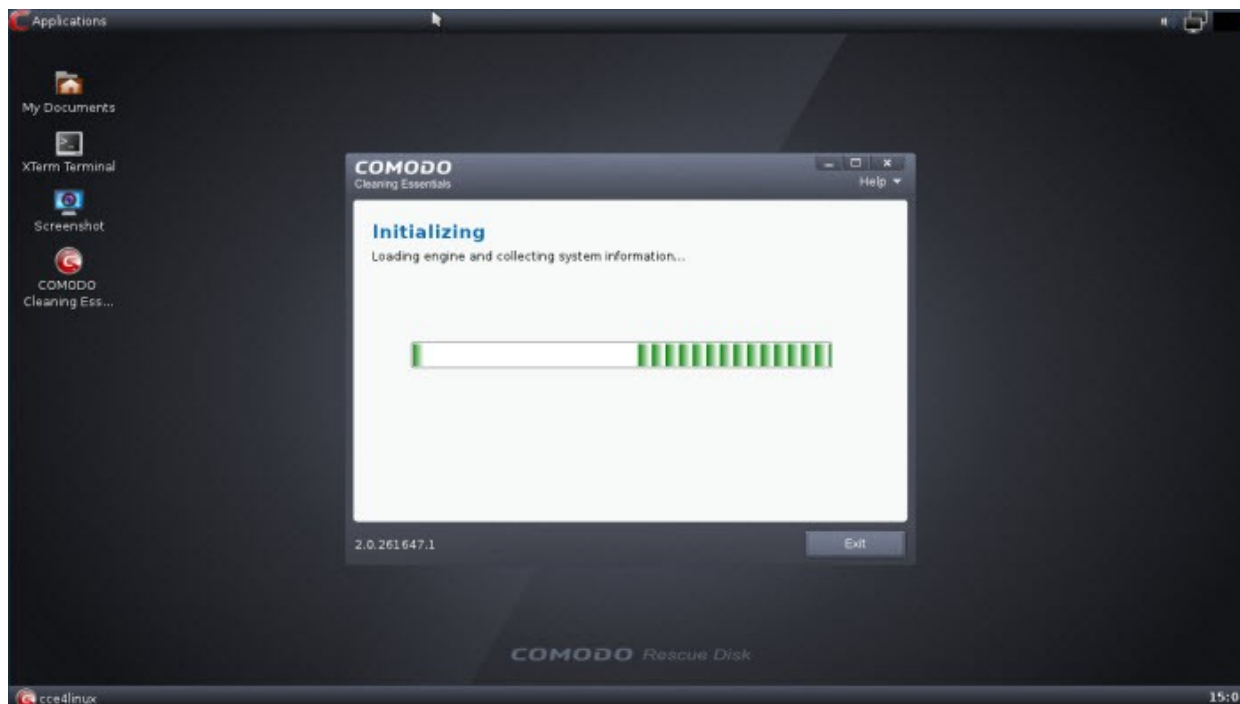 Applications
My Documents
XTerm Terminal
Screenshot
COMODO
Cleaning Ess...
COMODO
Cleaning Essentials
Help
Initializing
Loading engine and collecting system information...
2.0.261647.1
Exit
COMODO Rescue Disk
cce4linux
15:0